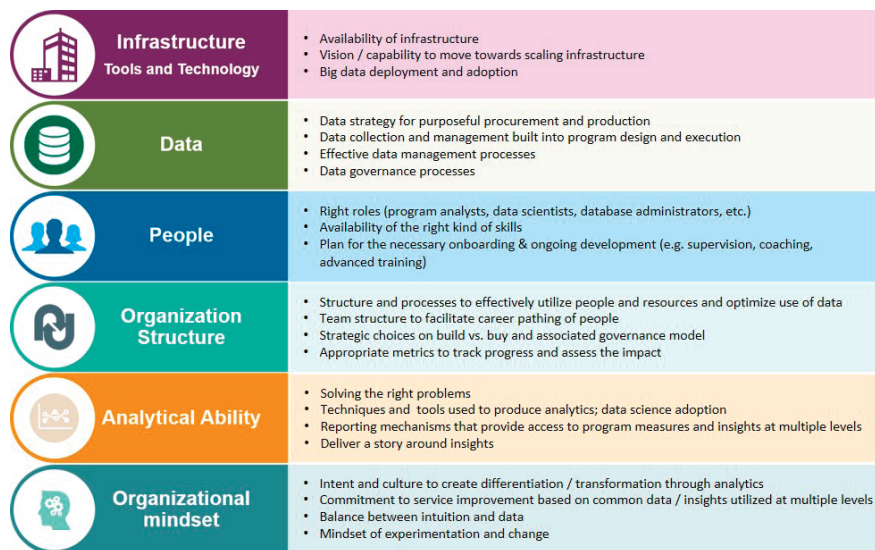 Infrastructure
Tools and Technology
• Availability of infrastructure
• Vision / capability to move towards scaling infrastructure
• Big data deployment and adoption
Data
• Data strategy for purposeful procurement and production
• Data collection and management built into program design and execution
• Effective data management processes
• Data governance processes
People
• Right roles (program analysts, data scientists, database administrators, etc.)
• Availability of the right kind of skills
• Plan for the necessary onboarding & ongoing development (e.g. supervision, coaching,
advanced training)
Organization
Structure
• Structure and processes to effectively utilize people and resources and optimize use of data
• Team structure to facilitate career pathing of people
• Strategic choices on build vs. buy and associated governance model
• Appropriate metrics to track progress and assess the impact
Analytical Ability
• Solving the right problems
• Techniques and tools used to produce analytics; data science adoption
• Reporting mechanisms that provide access to program measures and insights at multiple levels
• Deliver a story around insights
Organizational
mindset
• Intent and culture to create differentiation / transformation through analytics
• Commitment to service improvement based on common data / insights utilized at multiple levels
• Balance between intuition and data
• Mindset of experimentation and change